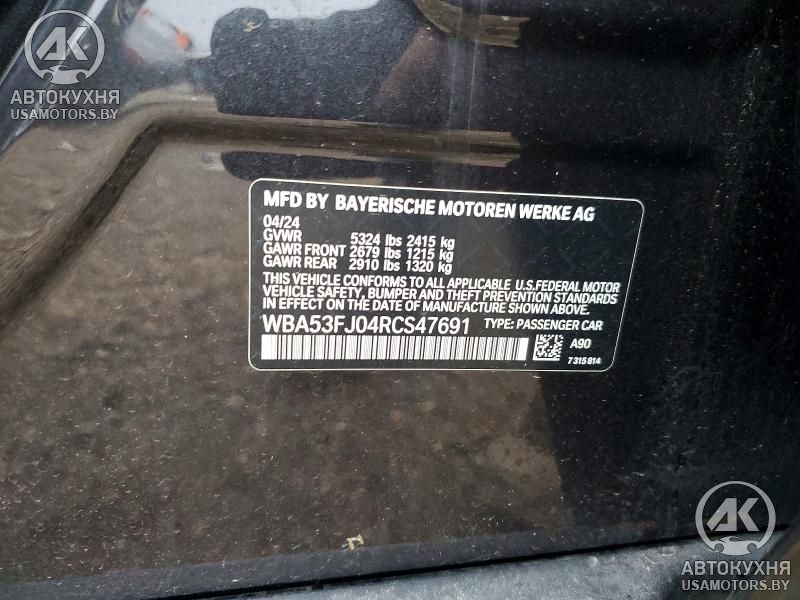 AK
АВТОКУХНЯ
USAMOTORS.BY
MFD BY BAYERISCHE MOTOREN WERKE AG
04/24
GVWR 5324 lbs 2415 kg
GAWR FRONT 2679 lbs 1215 kg
GAWR REAR 2910 lbs 1320 kg
THIS VEHICLE CONFORMS TO ALL APPLICABLE U.S.FEDERAL MOTOR
VEHICLE SAFETY, BUMPER AND THEFT PREVENTION STANDARDS
IN EFFECT ON THE DATE OF MANUFACTURE SHOWN ABOVE.
WBA53FJ04RCS47691 TYPE: PASSENGER CAR
A90
7315814
AK
АВТОКУХНЯ
USAMOTORS.BY